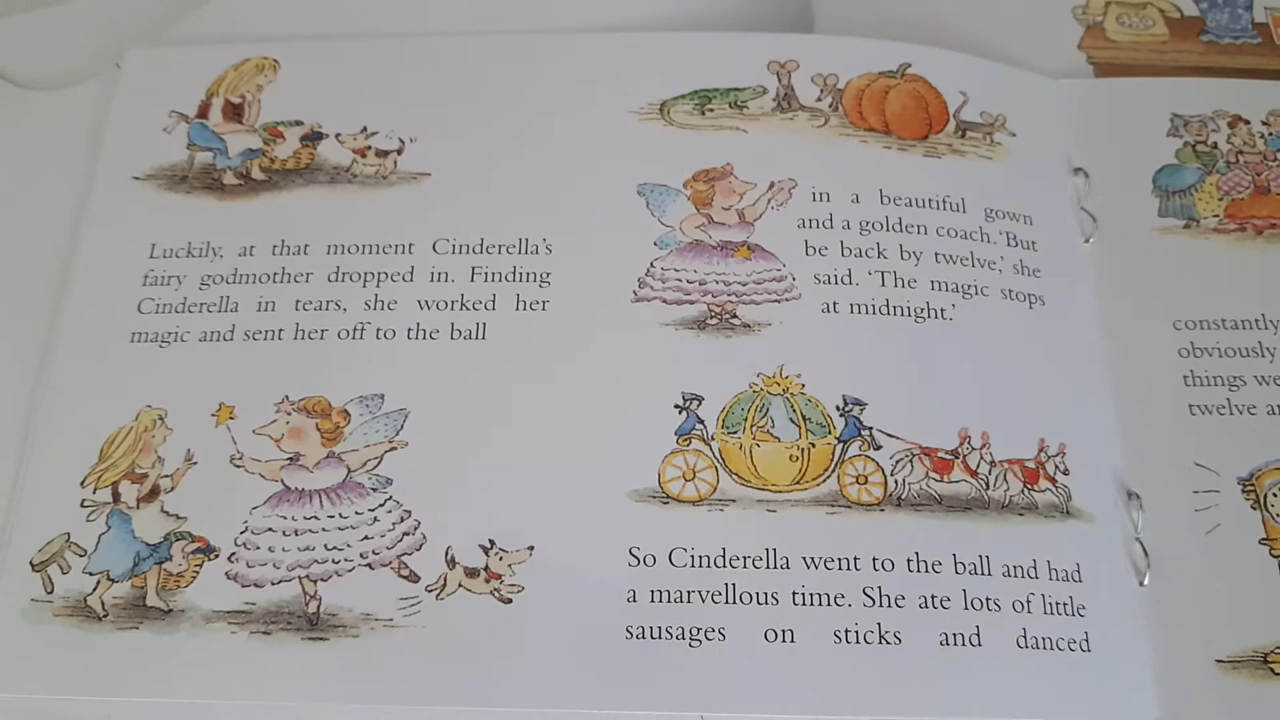 Luckily, at that moment Cinderella's
fairy godmother dropped in. Finding
Cinderella in tears, she worked her
magic and sent her off to the ball
in a beautiful gown
and a golden coach. 'But
be back by twelve,' she
said. 'The magic stops
at midnight.'
So Cinderella went to the ball and had
a marvellous time. She ate lots of little
sausages on sticks and danced
constantly
obviously
things
twelve